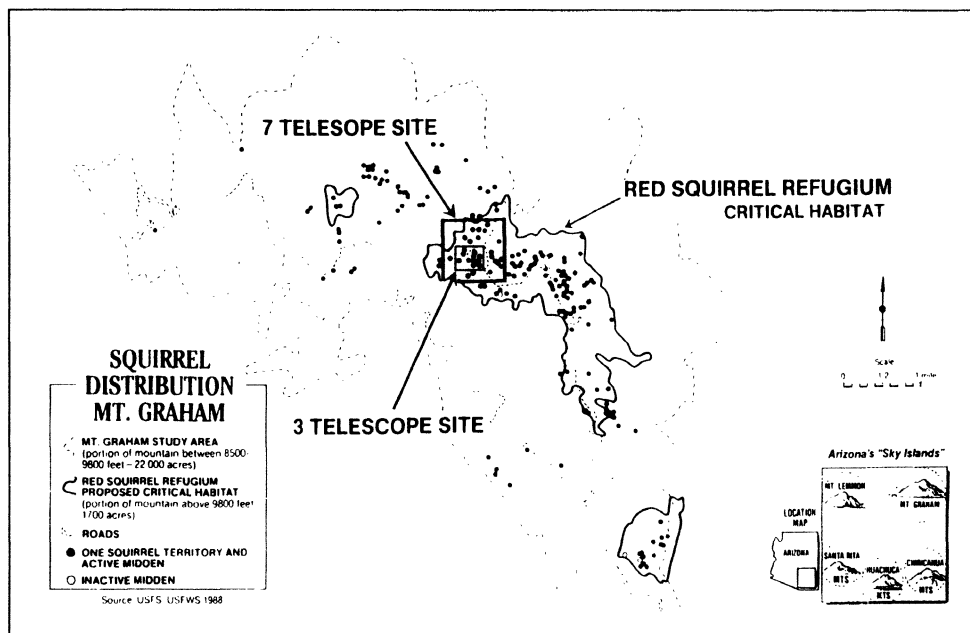 7 TELESOPE SITE
RED SQUIRREL REFUGIUM
CRITICAL HABITAT
3 TELESCOPE SITE
Scale
0 1/2 1 mile
SQUIRREL
DISTRIBUTION
MT. GRAHAM
MT. GRAHAM STUDY AREA
(portion of mountain between 8500-
9800 feet – 22 000 acres)
RED SQUIRREL REFUGIUM
PROPOSED CRITICAL HABITAT
(portion of mountain above 9800 feet
1700 acres)
ROADS
ONE SQUIRREL TERRITORY AND
ACTIVE MIDDEN
INACTIVE MIDDEN
Source USFS USFWS 1988
Arizona's "Sky Islands"
MT LEMMON
MT GRAHAM
LOCATION
MAP
ARIZONA
SANTA RITA
MTS
HUACHUCA
MTS
CHIRICAHUA
MTS